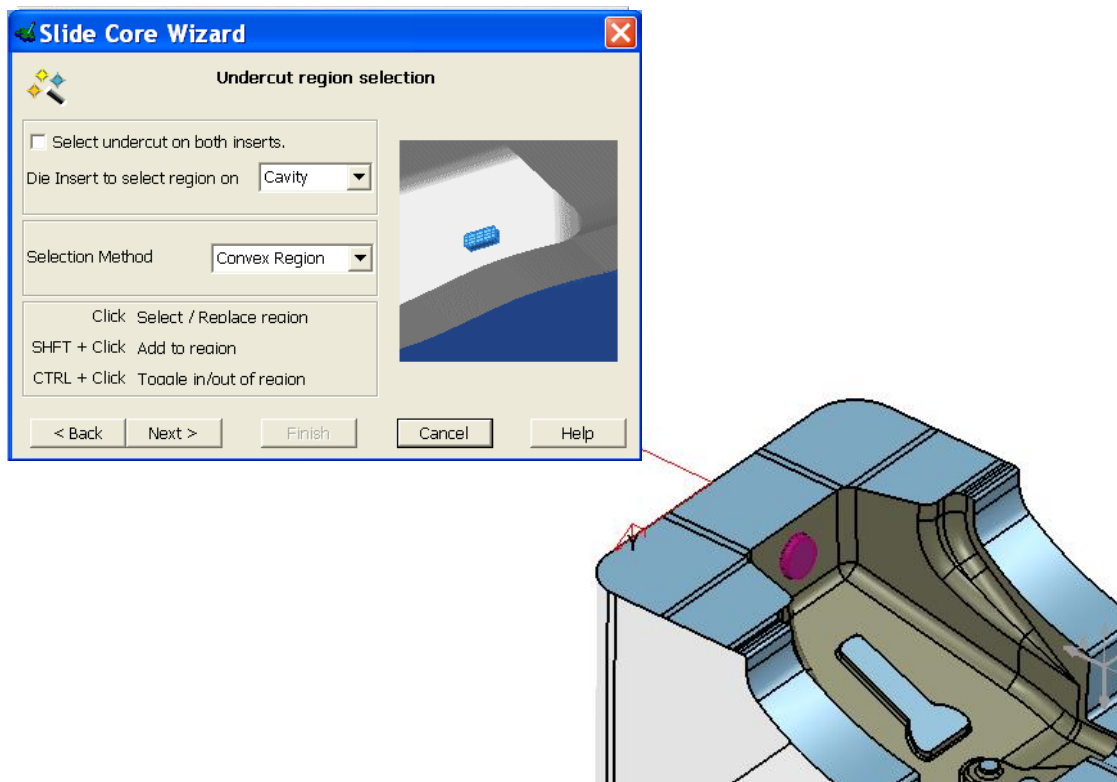 Slide Core Wizard
Undercut region selection
Select undercut on both inserts.
Die Insert to select region on Cavity
Selection Method Convex Region
Click Select / Replace region
SHFT + Click Add to region
CTRL + Click Toggle in/out of region
< Back Next > Finish Cancel Help
Y